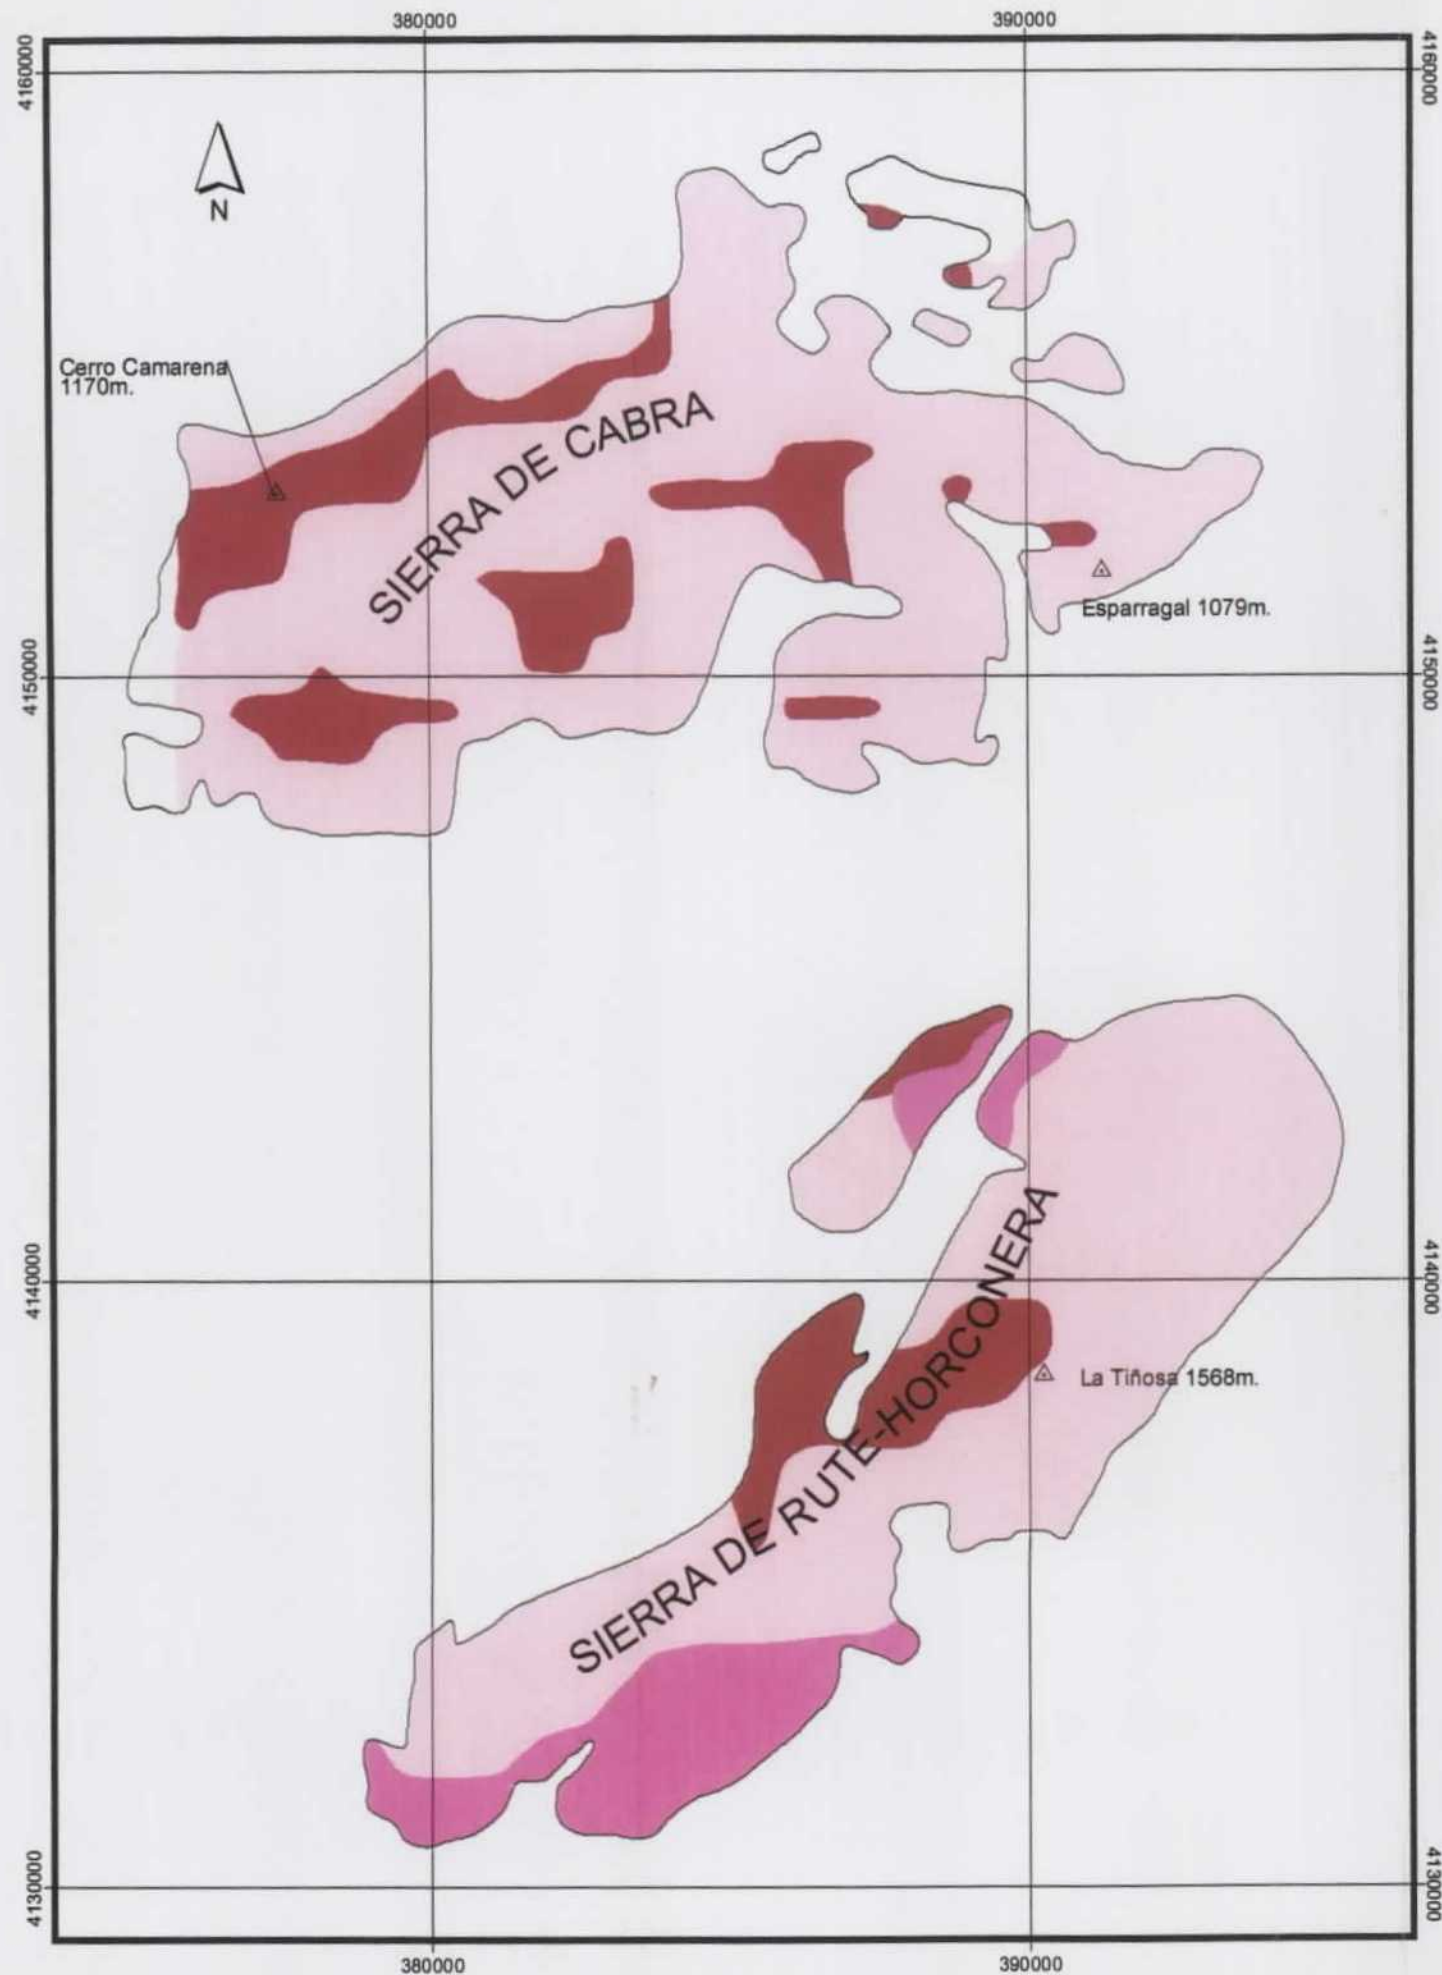 380000 390000
4160000 4160000
N
Cerro Camarena
1170m.
SIERRA DE CABRA
Esparragal 1079m.
4150000 4150000
4140000 4140000
SIERRA DE RUTE-HORCONERA
La Tiñosa 1568m.
4130000 4130000
380000 390000